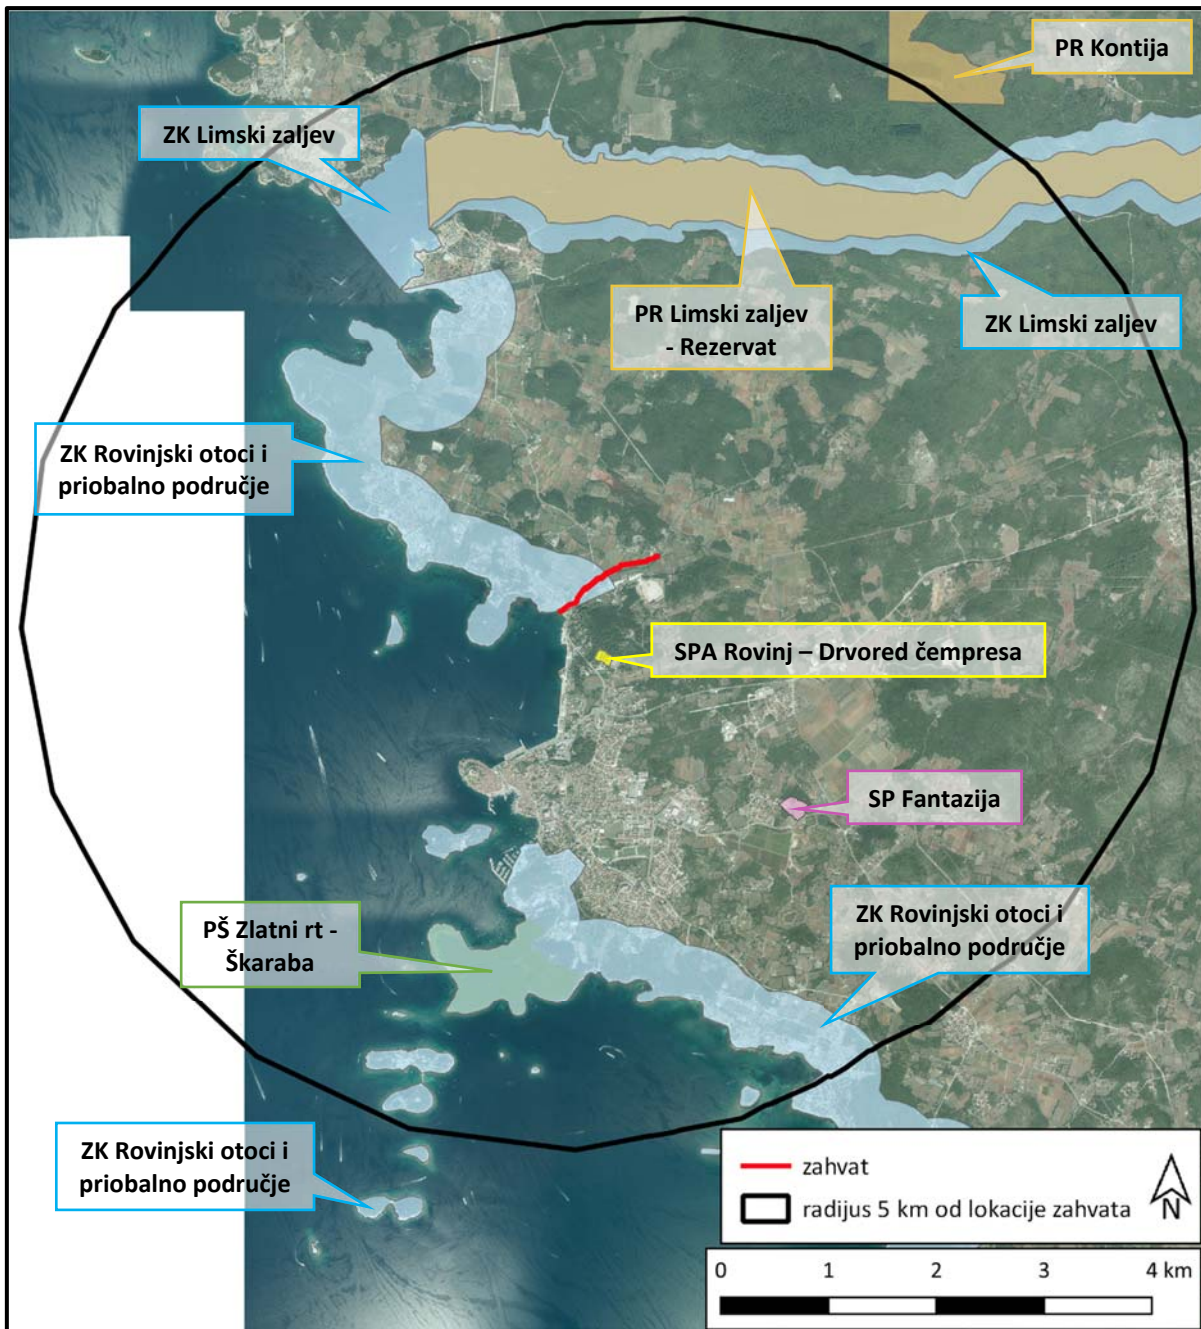 PR Kontija
ZK Limski zaljev
PR Limski zaljev
- Rezervat
ZK Limski zaljev
ZK Rovinjski otoci i
priobalno područje
SPA Rovinj – Drvored čempresa
SP Fantazija
ZK Rovinjski otoci i
priobalno područje
PŠ Zlatni rt -
Škaraba
ZK Rovinjski otoci i
priobalno područje
zahvat
radijus 5 km od lokacije zahvata
N
0 1 2 3 4 km